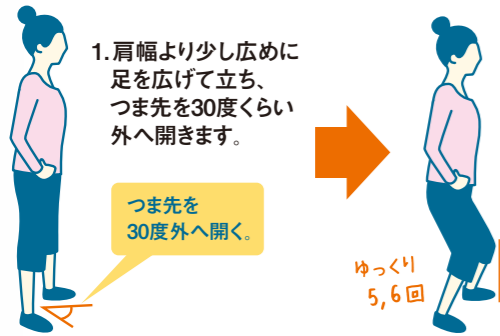 1.肩幅より少し広めに
足を広げて立ち、
つま先を30度くらい
外へ開きます。
つま先を
30度外へ開く。
ゆっくり
5,6回